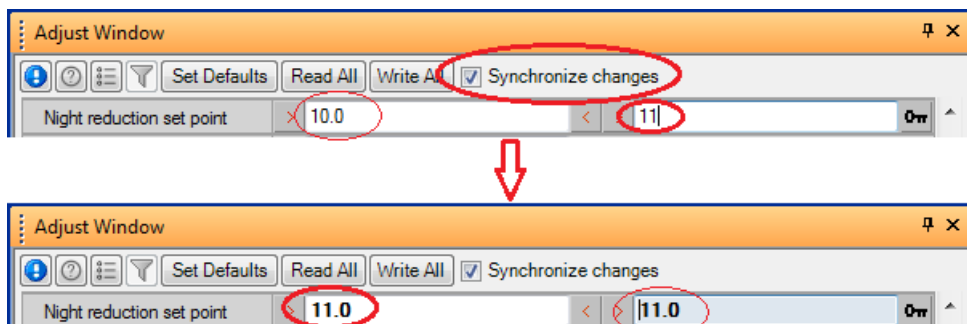 Adjust Window
Set Defaults Read All Write All Synchronize changes
Night reduction set point > 10.0 < 11
Adjust Window
Set Defaults Read All Write All Synchronize changes
Night reduction set point > 11.0 < > 11.0